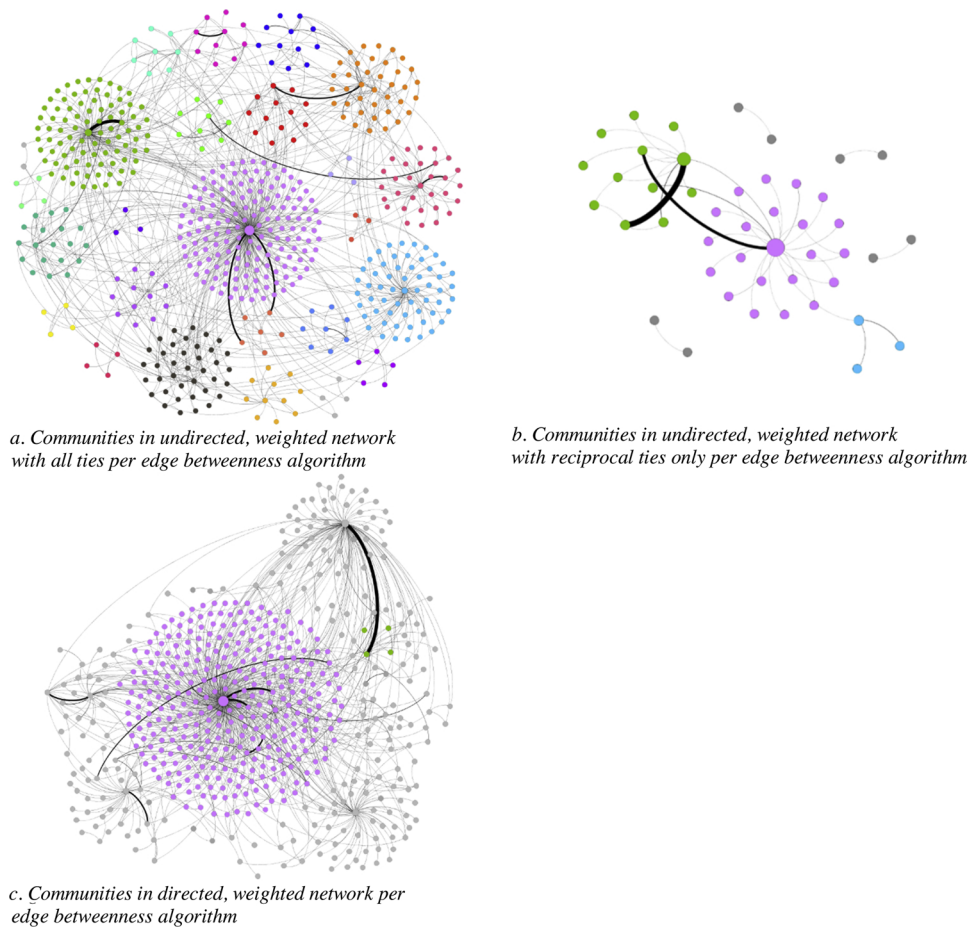 a. Communities in undirected, weighted network
with all ties per edge betweenness algorithm
b. Communities in undirected, weighted network
with reciprocal ties only per edge betweenness algorithm
c. Communities in directed, weighted network per
edge betweenness algorithm